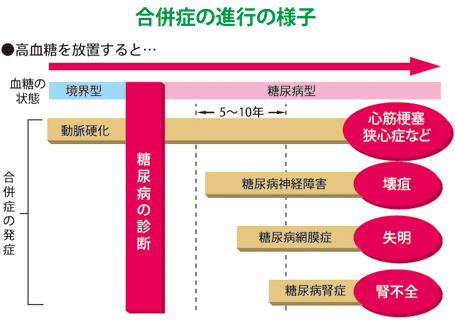 合併症の進行の様子
●高血糖を放置すると…
血糖の
状態
境界型
糖尿病型
5～10年
合併症の発症
動脈硬化
糖尿病の診断
心筋梗塞
狭心症など
糖尿病神経障害
壊疽
糖尿病網膜症
失明
糖尿病腎症
腎不全